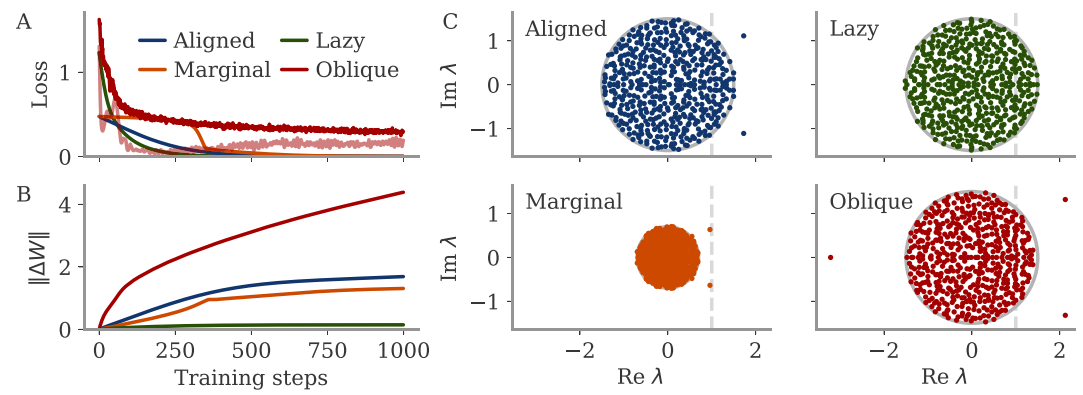 A
Loss
1
0
Aligned
Marginal
Lazy
Oblique
B
‖ΔW‖
4
2
0
0
250
500
750
1000
Training steps
C
Im λ
1
0
−1
Aligned
Lazy
Im λ
1
0
−1
Marginal
Oblique
−2
0
2
Re λ
−2
0
2
Re λ